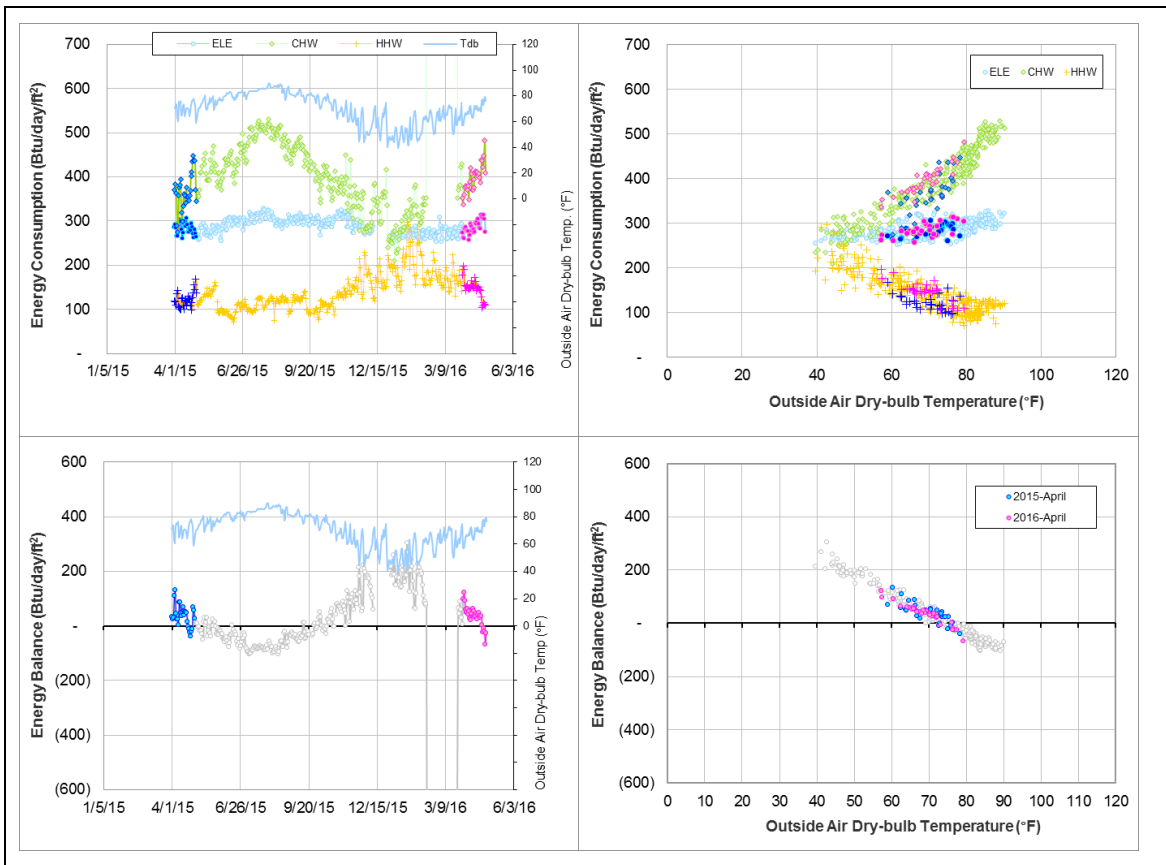 ELE CHW HHW Tdb
700
600
500
400
300
200
100
-
Energy Consumption (Btu/day/ft²)
120
100
80
60
40
20
0
Outside Air Dry-bulb Temp. (°F)
1/5/15 4/1/15 6/26/15 9/20/15 12/15/15 3/9/16 6/3/16
ELE CHW HHW
700
600
500
400
300
200
100
-
Energy Consumption (Btu/day/ft²)
0 20 40 60 80 100 120
Outside Air Dry-bulb Temperature (°F)
600
400
200
-
(200)
(400)
(600)
Energy Balance (Btu/day/ft²)
120
100
80
60
40
20
0
Outside Air Dry-bulb Temp (°F)
1/5/15 4/1/15 6/26/15 9/20/15 12/15/15 3/9/16 6/3/16
2015-April
2016-April
600
400
200
-
(200)
(400)
(600)
Energy Balance (Btu/day/ft²)
0 10 20 30 40 50 60 70 80 90 100 110 120
Outside Air Dry-bulb Temperature (°F)